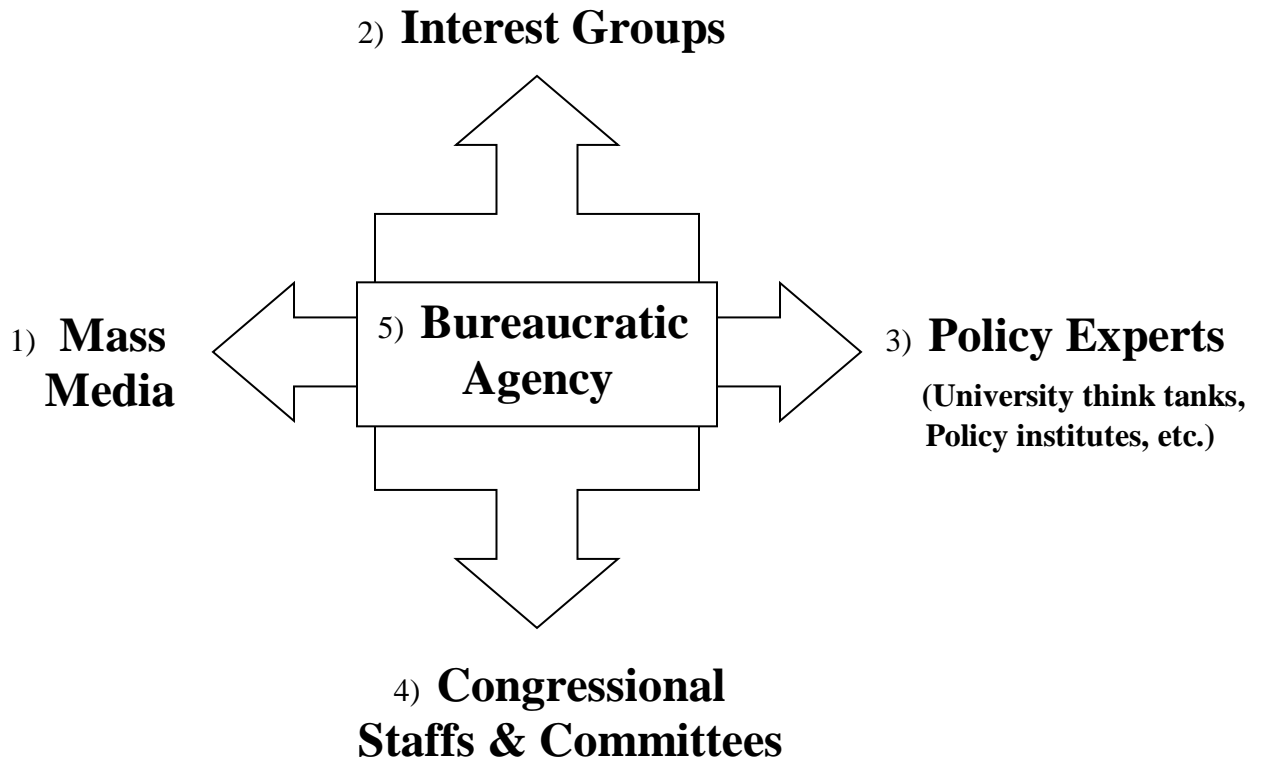 2) Interest Groups
1) Mass
Media
5) Bureaucratic
Agency
3) Policy Experts
(University think tanks,
Policy institutes, etc.)
4) Congressional
Staffs & Committees